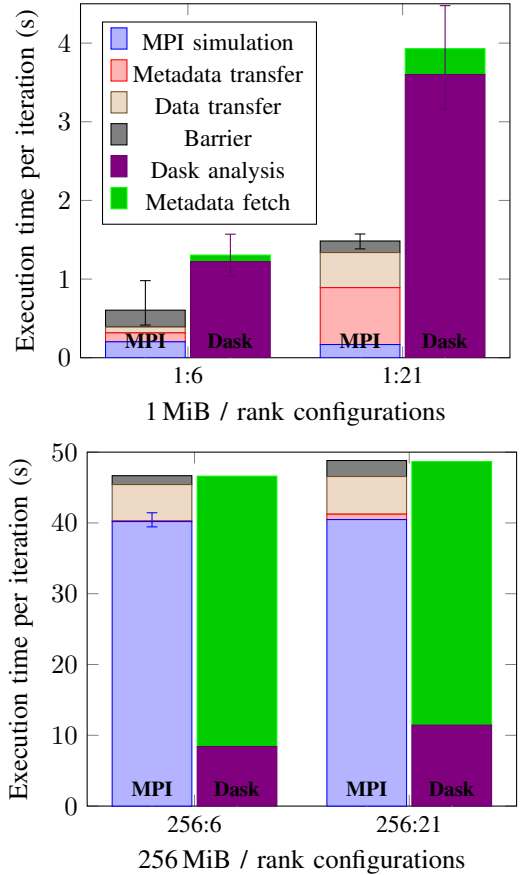 Execution time per iteration (s)
4
3
2
1
0
MPI simulation
Metadata transfer
Data transfer
Barrier
Dask analysis
Metadata fetch
MPI Dask MPI Dask
1:6 1:21
1 MiB / rank configurations
Execution time per iteration (s)
50
40
30
20
10
0
MPI Dask MPI Dask
256:6 256:21
256 MiB / rank configurations